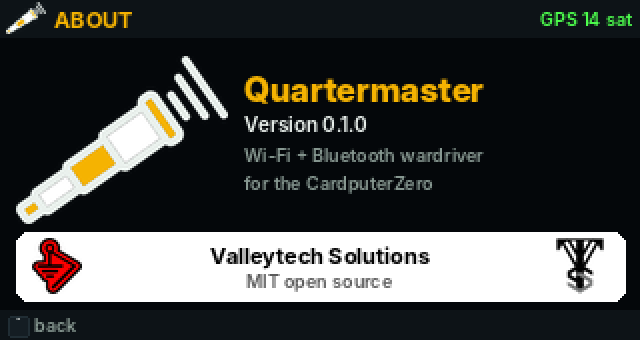 ABOUT
GPS 14 sat
Quartermaster
Version 0.1.0
Wi-Fi + Bluetooth wardriver
for the CardputerZero
Valleytech Solutions
MIT open source
back